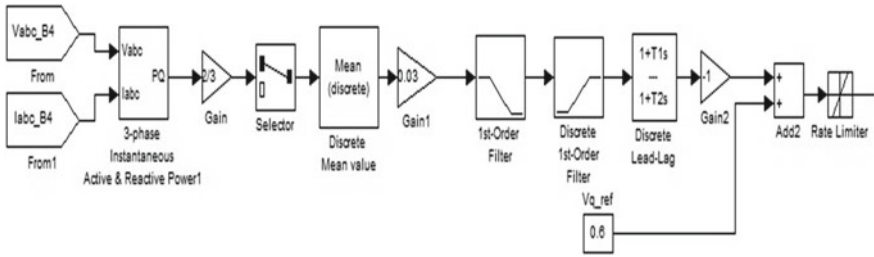 Vabc_B4
From
Iabc_B4
From1
Vabc
Iabc
PQ
3-phase
Instantaneous
Active & Reactive Power1
2/3
Gain
Selector
Mean
(discrete)
Discrete
Mean value
0.03
Gain1
1st-Order
Filter
Discrete
1st-Order
Filter
1+T1s
---
1+T2s
Discrete
Lead-Lag
-1
Gain2
Vq_ref
0.6
+
+
Add2
Rate Limiter